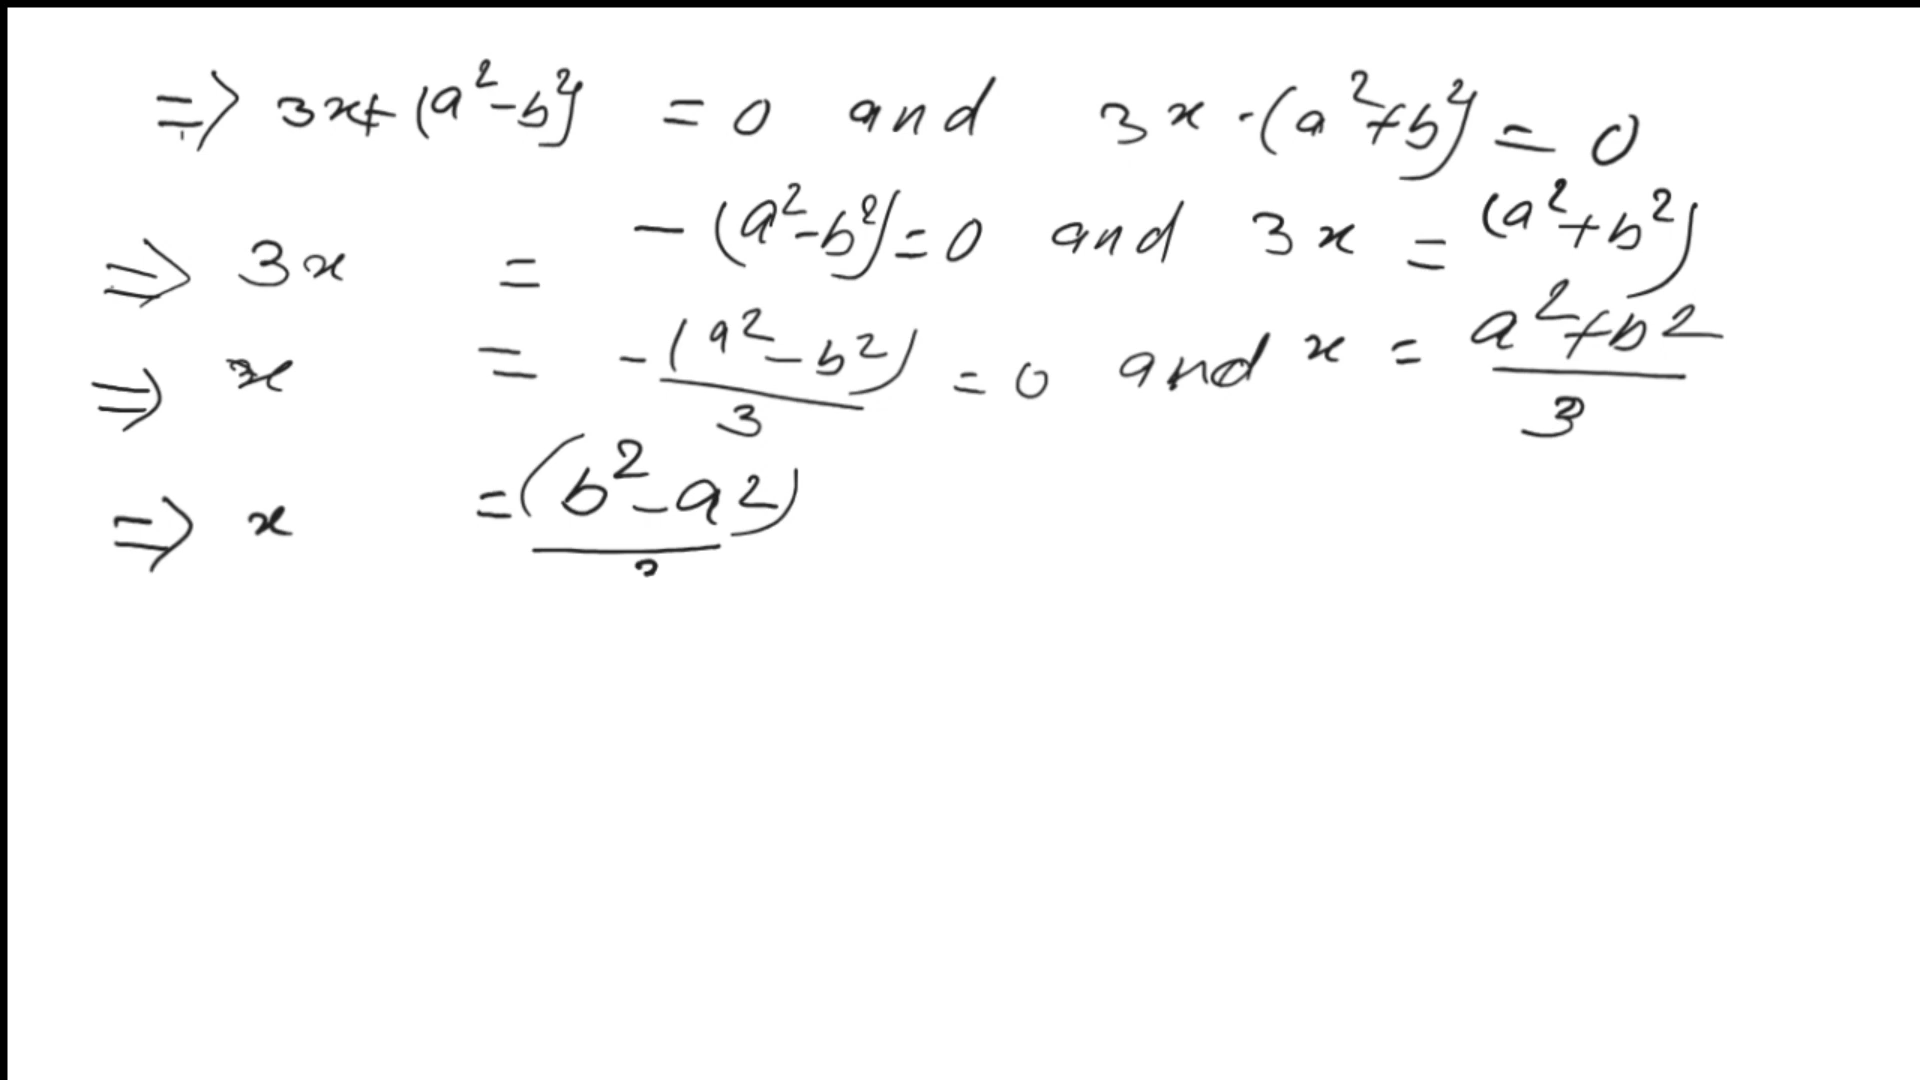 ⇒ 3x + (a² - b²) = 0 and 3x - (a² + b²) = 0
⇒ 3x = - (a² - b²) = 0 and 3x = (a² + b²)
⇒ x = - (a² - b²)/3 = 0 and x = a² + b²/3
⇒ x = (b² - a²)/3